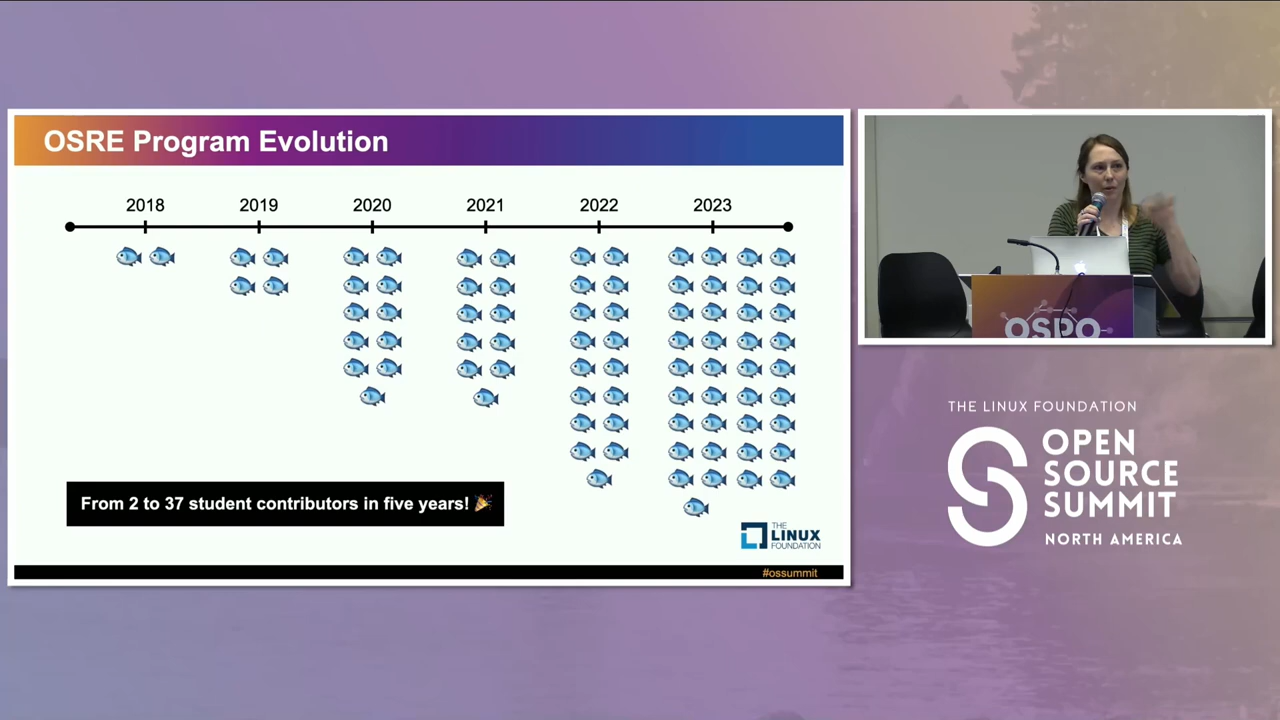 OSRE Program Evolution
2018 2019 2020 2021 2022 2023
From 2 to 37 student contributors in five years!
THE
LINUX
FOUNDATION
#ossummit
OSPO
THE LINUX FOUNDATION
OPEN
SOURCE
SUMMIT
NORTH AMERICA